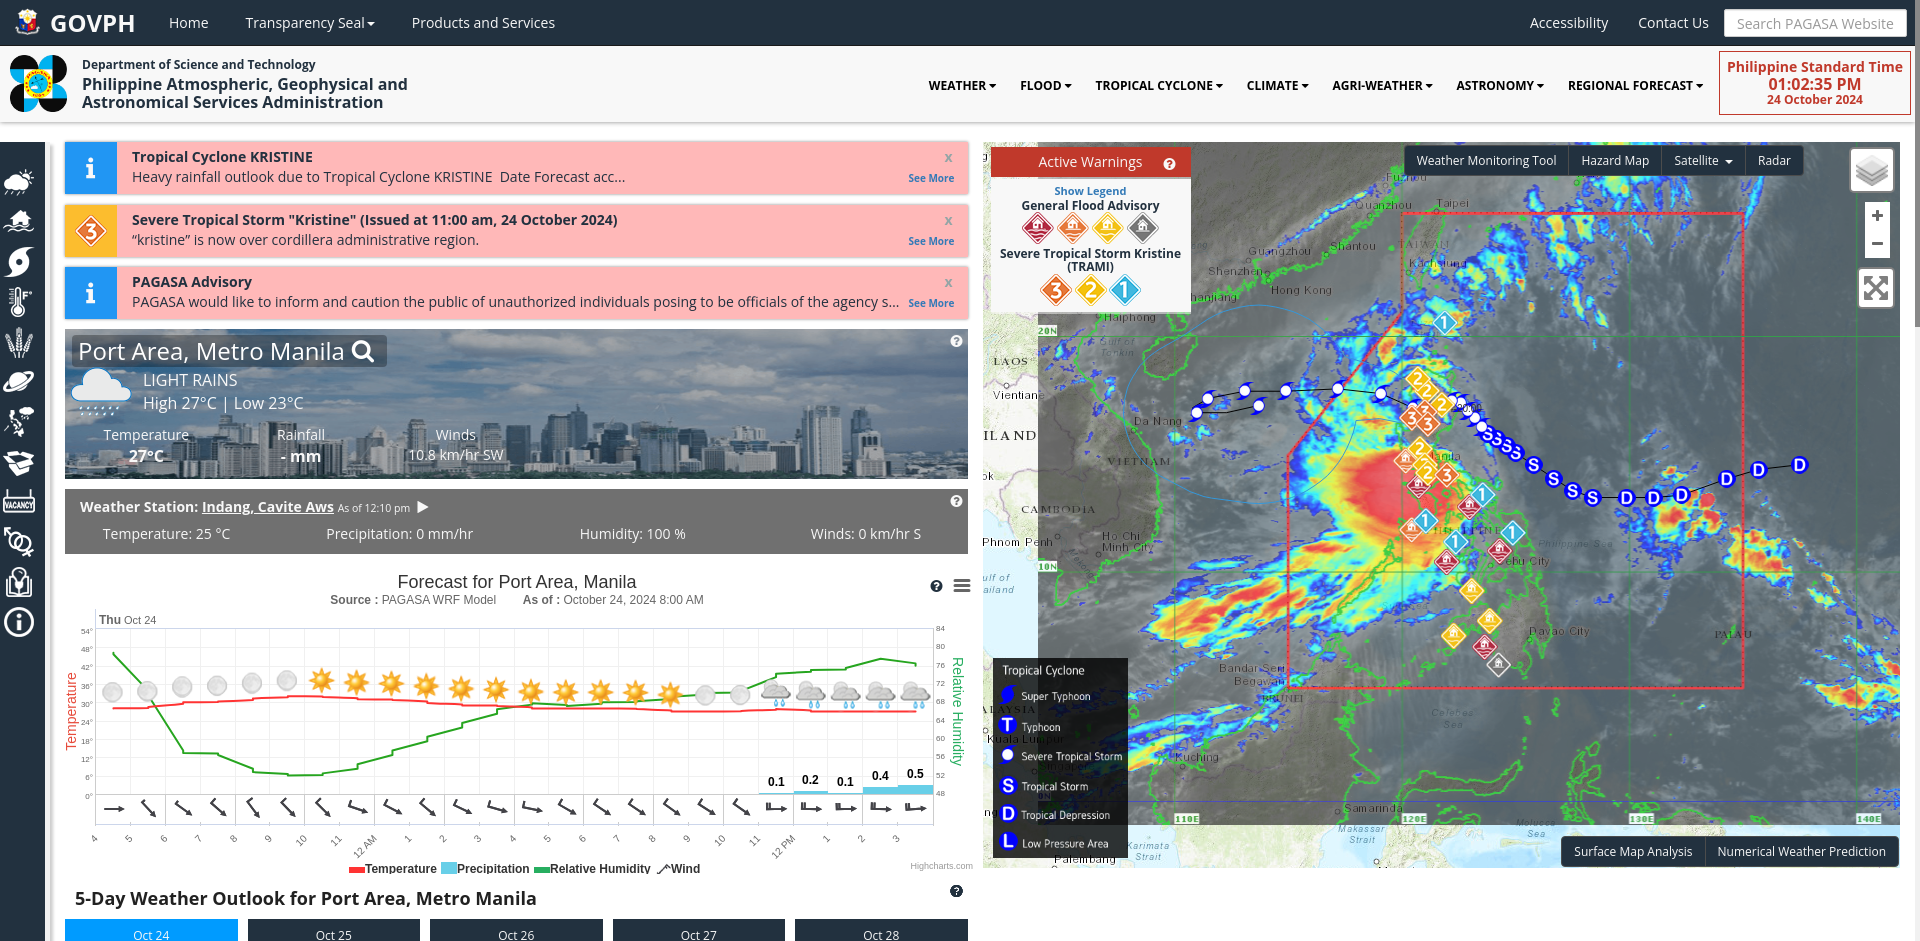 GOVPH
Home
Transparency Seal
Products and Services
Accessibility
Contact Us
Search PAGASA Website
Department of Science and Technology
Philippine Atmospheric, Geophysical and
Astronomical Services Administration
WEATHER
FLOOD
TROPICAL CYCLONE
CLIMATE
AGRI-WEATHER
ASTRONOMY
REGIONAL FORECAST
Philippine Standard Time
01:02:35 PM
24 October 2024
Tropical Cyclone KRISTINE
x
Heavy rainfall outlook due to Tropical Cyclone KRISTINE Date Forecast acc...
See More
3
Severe Tropical Storm "Kristine" (Issued at 11:00 am, 24 October 2024)
x
“kristine” is now over cordillera administrative region.
See More
PAGASA Advisory
x
PAGASA would like to inform and caution the public of unauthorized individuals posing to be officials of the agency s...
See More
Port Area, Metro Manila
LIGHT RAINS
High 27°C | Low 23°C
Temperature
27°C
Rainfall
- mm
Winds
10.8 km/hr SW
Weather Station: Indang, Cavite Aws As of 12:10 pm
Temperature: 25 °C
Precipitation: 0 mm/hr
Humidity: 100 %
Winds: 0 km/hr S
VACANCY
Forecast for Port Area, Manila
Source : PAGASA WRF Model
As of : October 24, 2024 8:00 AM
Thu Oct 24
Temperature
54°
48°
42°
36°
30°
24°
18°
12°
6°
0°
Relative Humidity
84
80
76
72
68
64
60
56
52
48
0.1
0.2
0.1
0.4
0.5
4
5
6
7
8
9
10
11
12 AM
1
2
3
4
5
6
7
8
9
10
11
12 PM
1
2
3
Temperature
Precipitation
Relative Humidity
Wind
Highcharts.com
5-Day Weather Outlook for Port Area, Metro Manila
Oct 24
Oct 25
Oct 26
Oct 27
Oct 28
Active Warnings
Show Legend
General Flood Advisory
Severe Tropical Storm Kristine
(TRAMI)
3
2
1
Weather Monitoring Tool
Hazard Map
Satellite
Radar
+
−
Quanzhou
Taipei
TAIWAN
Guangzhou
Shantou
Kaohsiung
Shenzhen
Hong Kong
Haiphong
Gulf of
Tonkin
20N
LAOS
Vientiane
Da Nang
VIETNAM
CAMBODIA
Phnom Penh
Ho Chi
Minh City
10N
Philippine Sea
Davao City
PALAU
Bandar Seri
Begawan
BRUNEI
Celebes
Sea
Kuching
Samarinda
Makassar
Strait
Karimata
Strait
Molucca
Sea
Palembang
110E
120E
130E
140E
Tropical Cyclone
Super Typhoon
T Typhoon
Severe Tropical Storm
S Tropical Storm
D Tropical Depression
L Low Pressure Area
Surface Map Analysis
Numerical Weather Prediction